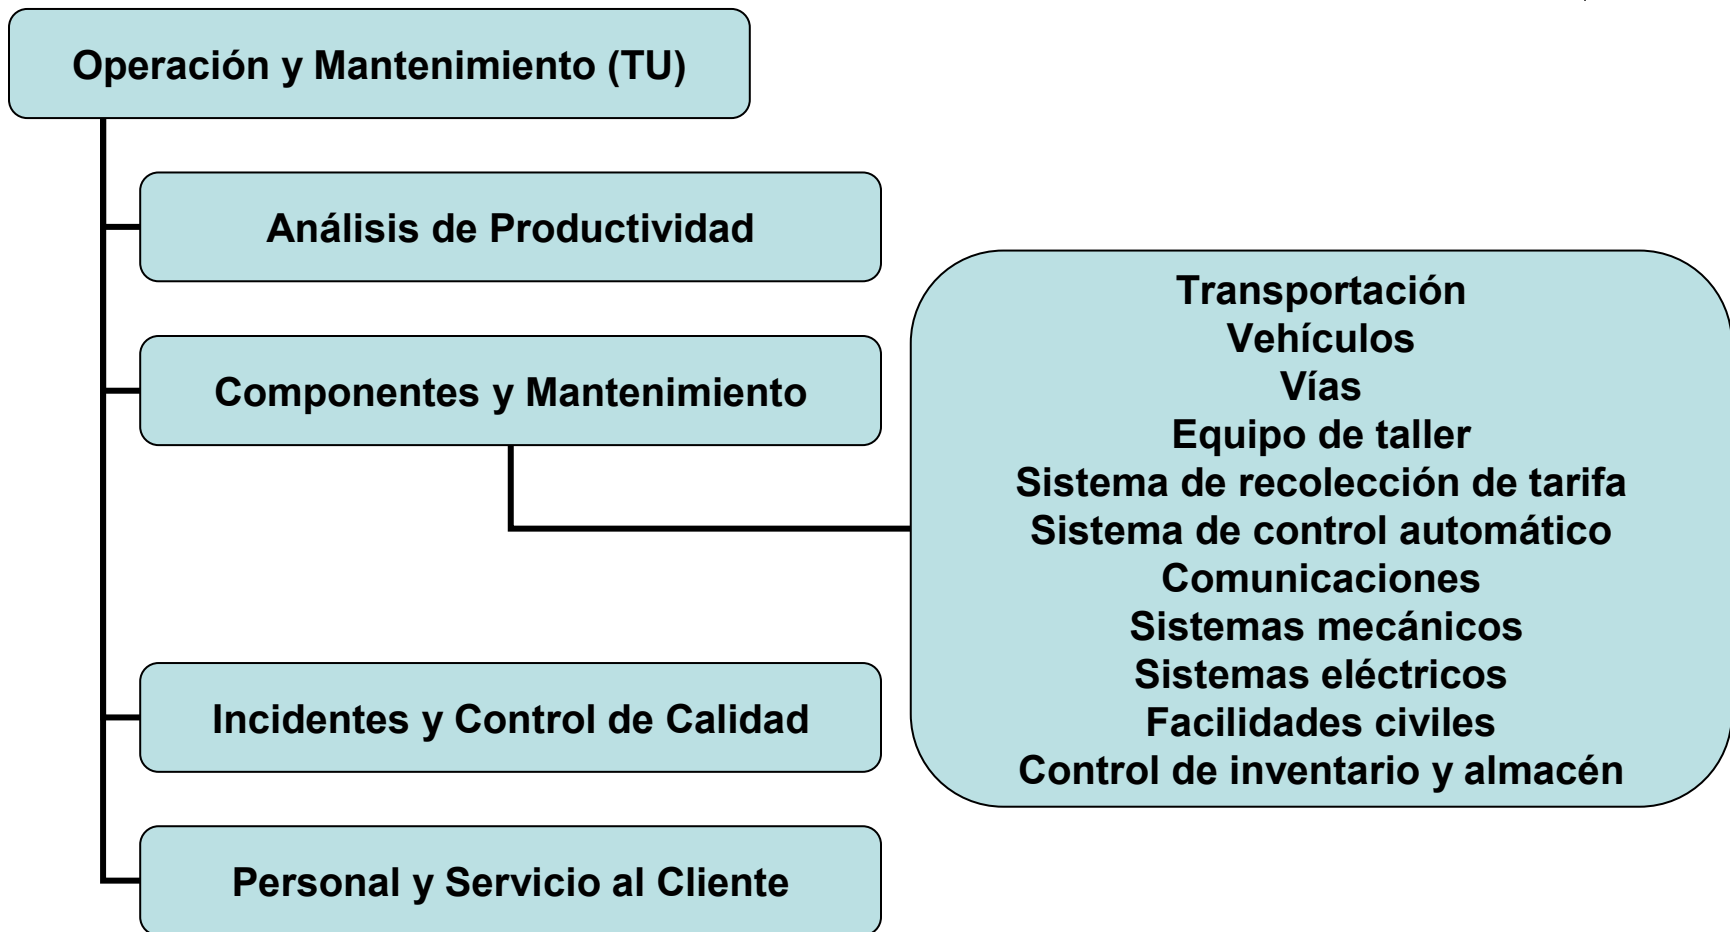 Operación y Mantenimiento (TU)
Análisis de Productividad
Componentes y Mantenimiento
Transportación
Vehículos
Vías
Equipo de taller
Sistema de recolección de tarifa
Sistema de control automático
Comunicaciones
Sistemas mecánicos
Sistemas eléctricos
Facilidades civiles
Control de inventario y almacén
Incidentes y Control de Calidad
Personal y Servicio al Cliente